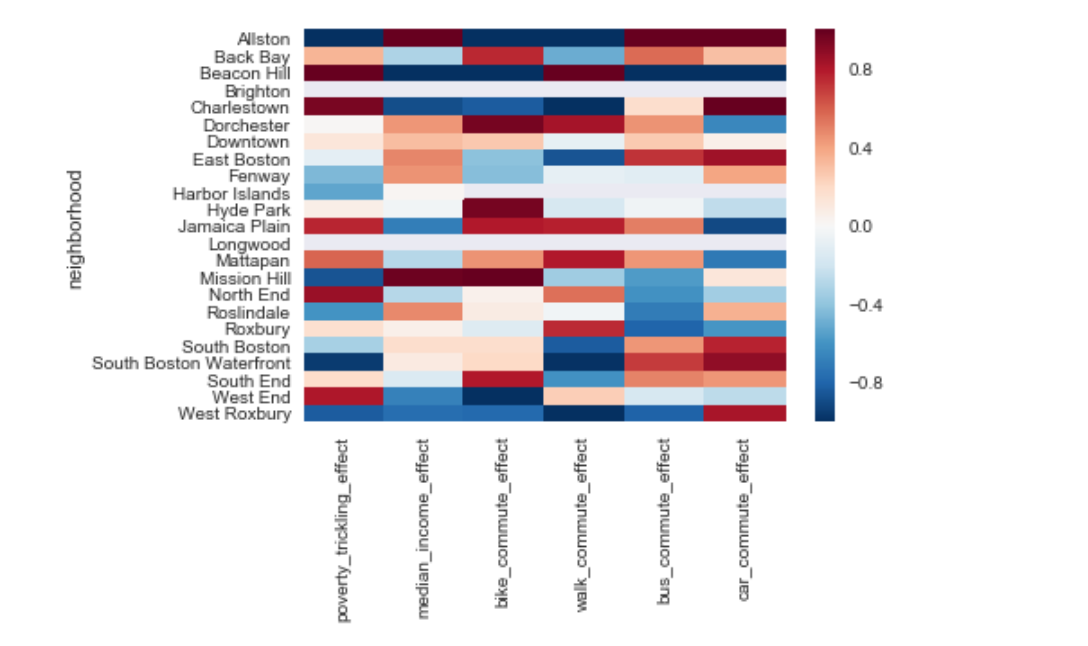 neighborhood
Allston
Back Bay
Beacon Hill
Brighton
Charlestown
Dorchester
Downtown
East Boston
Fenway
Harbor Islands
Hyde Park
Jamaica Plain
Longwood
Mattapan
Mission Hill
North End
Roslindale
Roxbury
South Boston
South Boston Waterfront
South End
West End
West Roxbury
poverty_trickling_effect
median_income_effect
bike_commute_effect
walk_commute_effect
bus_commute_effect
car_commute_effect
0.8
0.4
0.0
−0.4
−0.8